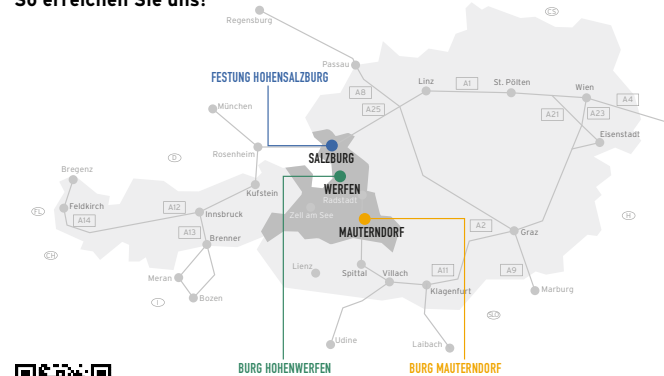 So erreichen Sie uns!
Regensburg
CS
Passau
FESTUNG HOHENSALZBURG
Linz
A1
St. Pölten
Wien
A8
A4
München
A25
A21
A23
Eisenstadt
Rosenheim
D
SALZBURG
Bregenz
WERFEN
Kufstein
Radstadt
Feldkirch
FL
A12
Innsbruck
Zell am See
H
A14
A13
MAUTERNDORF
A2
Graz
Brenner
CH
Lienz
Spittal
Villach
A11
A9
Meran
Klagenfurt
Marburg
I
Bozen
SLO
Udine
Laibach
BURG HOHENWERFEN
BURG MAUTERNDORF